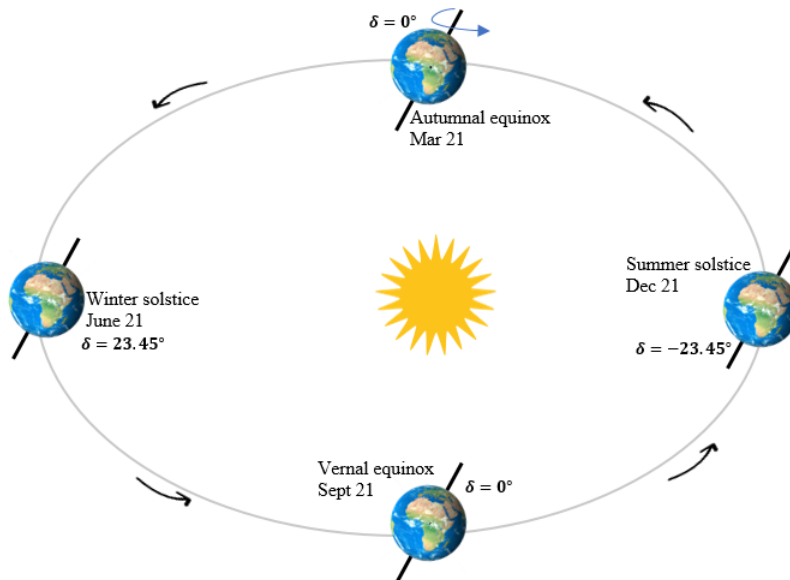 δ = 0°
Autumnal equinox
Mar 21
Winter solstice
June 21
δ = 23.45°
Summer solstice
Dec 21
δ = −23.45°
Vernal equinox
Sept 21
δ = 0°